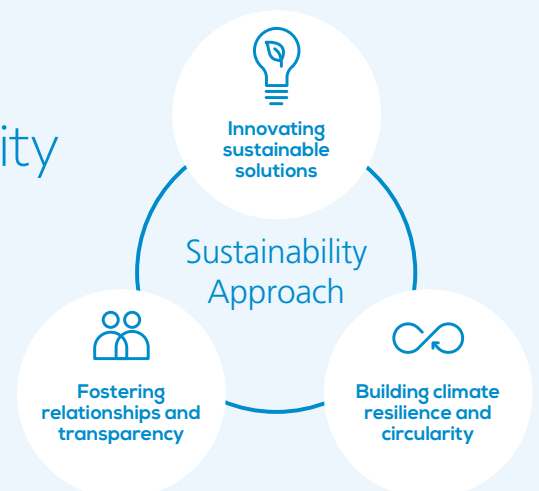 ity
Innovating
sustainable
solutions
Sustainability
Approach
Fostering
relationships and
transparency
Building climate
resilience and
circularity